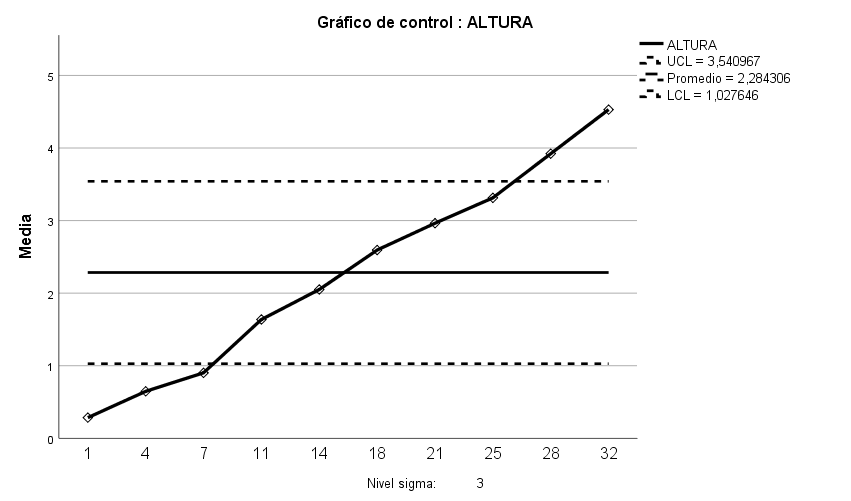 Gráfico de control : ALTURA
ALTURA
UCL = 3,540967
Promedio = 2,284306
LCL = 1,027646
Media
5
4
3
2
1
0
1 4 7 11 14 18 21 25 28 32
Nivel sigma: 3